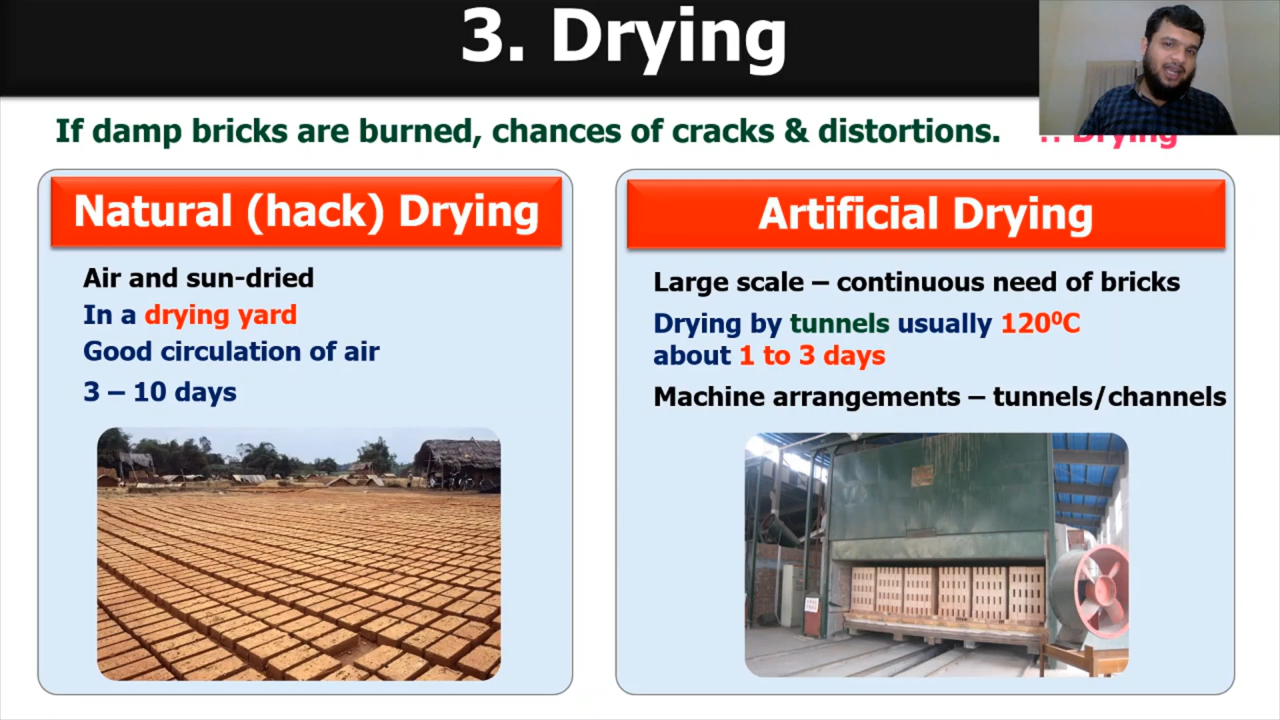 3. Drying
If damp bricks are burned, chances of cracks & distortions.
Drying
Natural (hack) Drying
Air and sun-dried
In a drying yard
Good circulation of air
3 – 10 days
Artificial Drying
Large scale – continuous need of bricks
Drying by tunnels usually 120⁰C
about 1 to 3 days
Machine arrangements – tunnels/channels